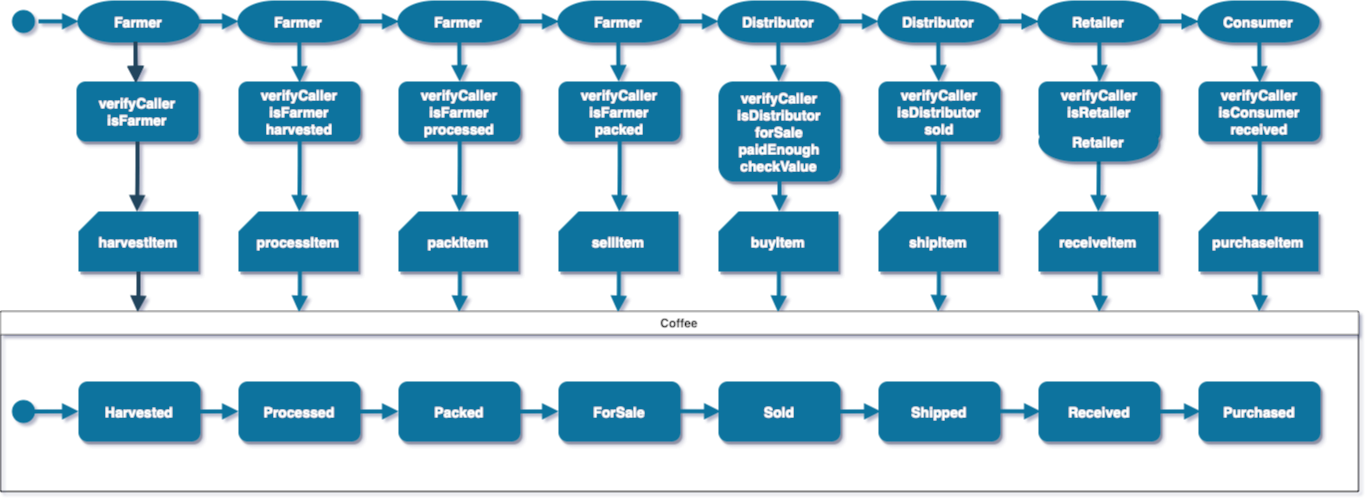 Farmer
Farmer
Farmer
Farmer
Distributor
Distributor
Retailer
Consumer
verifyCaller
isFarmer
verifyCaller
isFarmer
harvested
verifyCaller
isFarmer
processed
verifyCaller
isFarmer
packed
verifyCaller
isDistributor
forSale
paidEnough
checkValue
verifyCaller
isDistributor
sold
verifyCaller
isRetailer
Retailer
verifyCaller
isConsumer
received
harvestItem
processItem
packItem
sellItem
buyItem
shipItem
receiveItem
purchaseItem
Coffee
Harvested
Processed
Packed
ForSale
Sold
Shipped
Received
Purchased